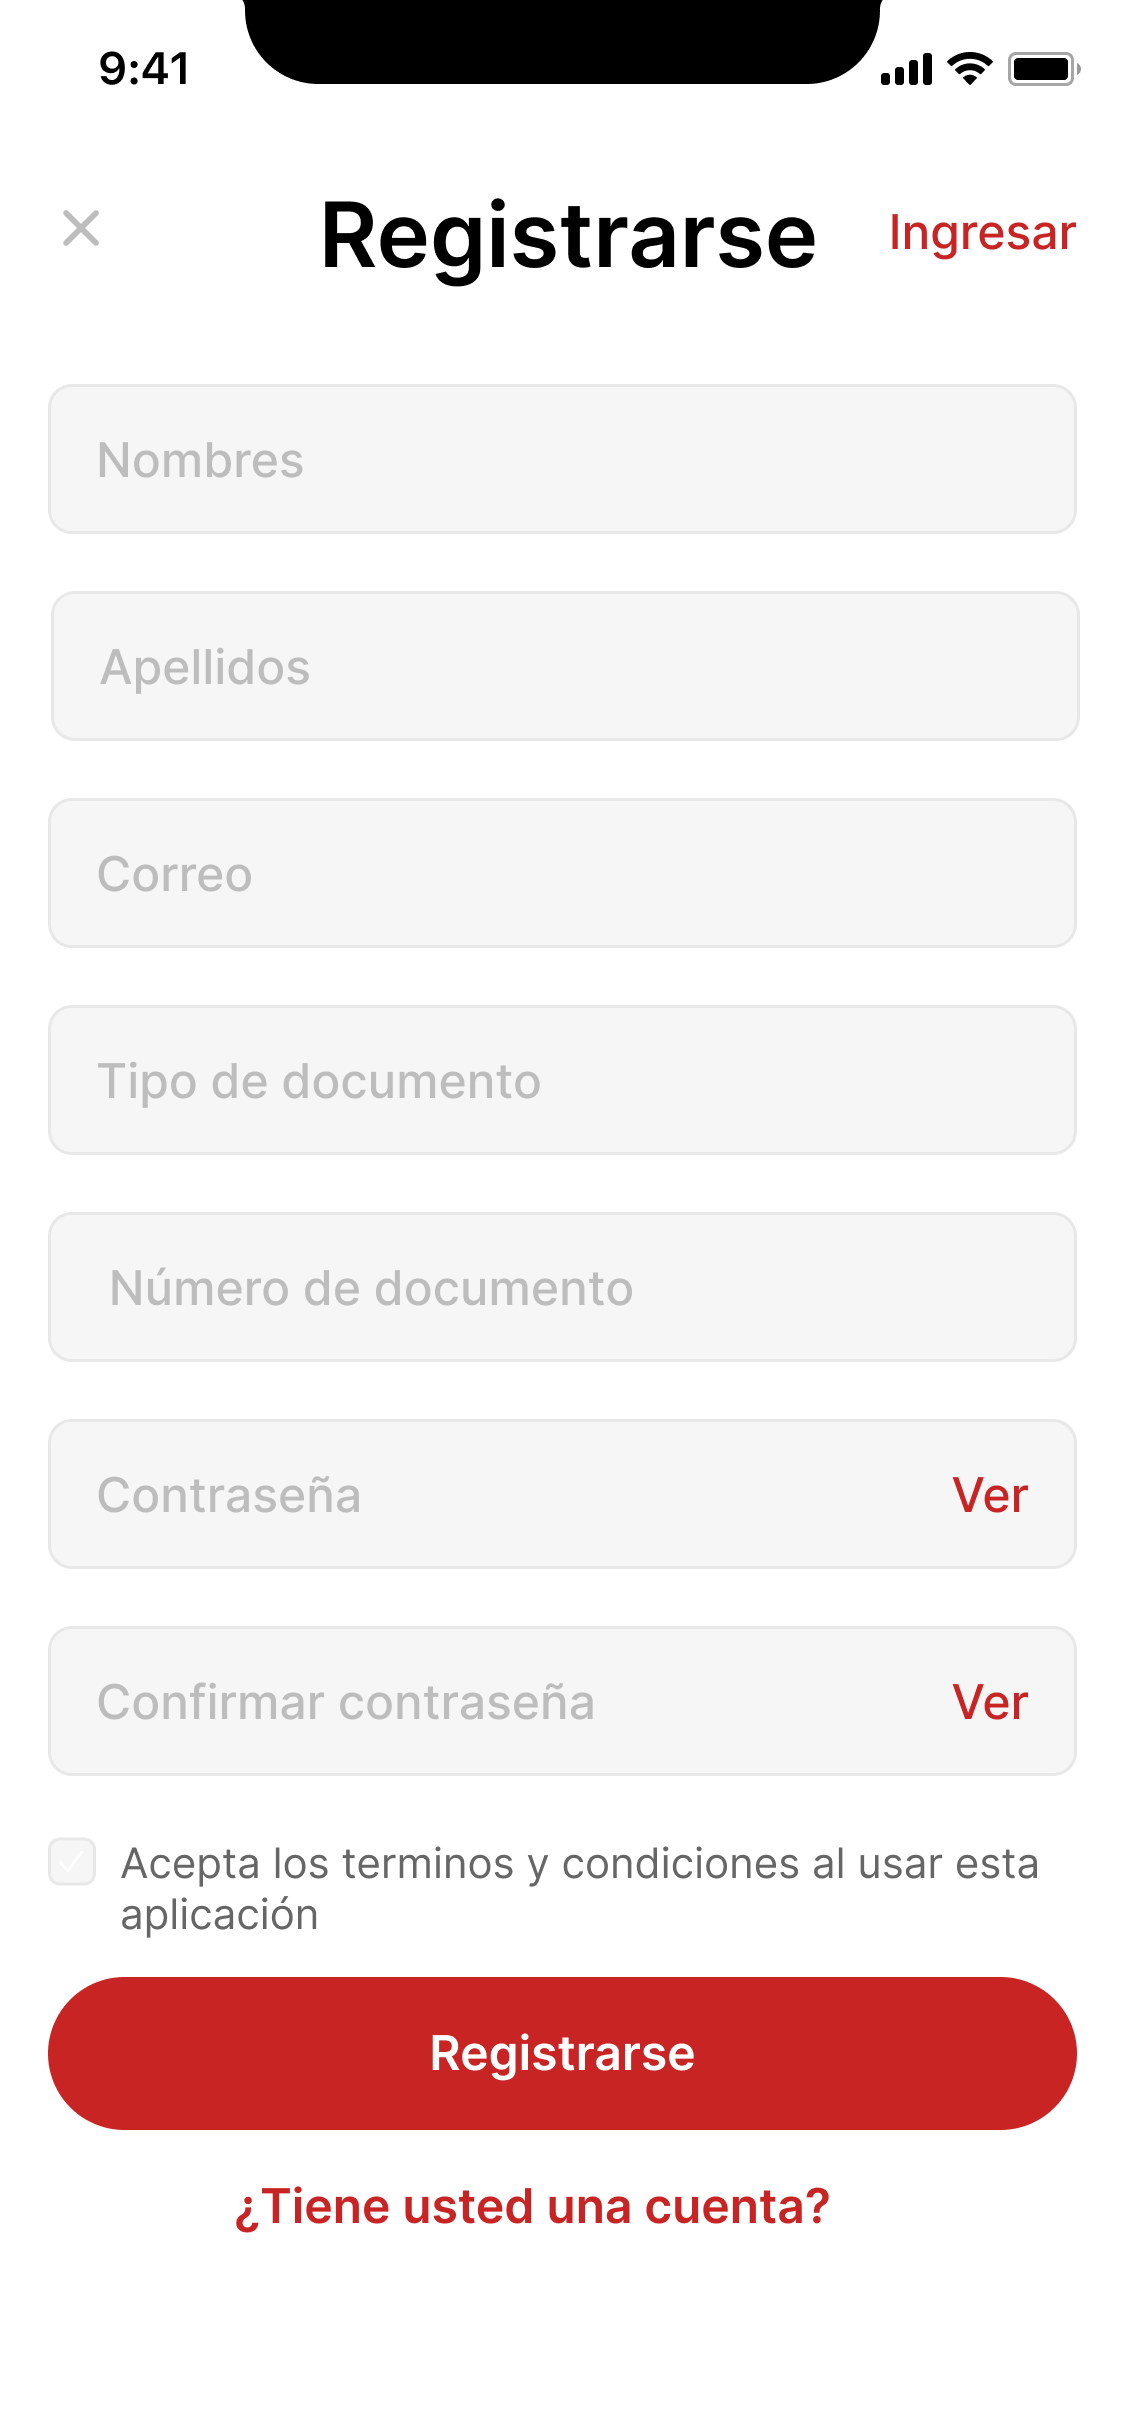 9:41
Registrarse
Ingresar
Nombres
Apellidos
Correo
Tipo de documento
Número de documento
Contraseña
Ver
Confirmar contraseña
Ver
Acepta los terminos y condiciones al usar esta
aplicación
Registrarse
¿Tiene usted una cuenta?